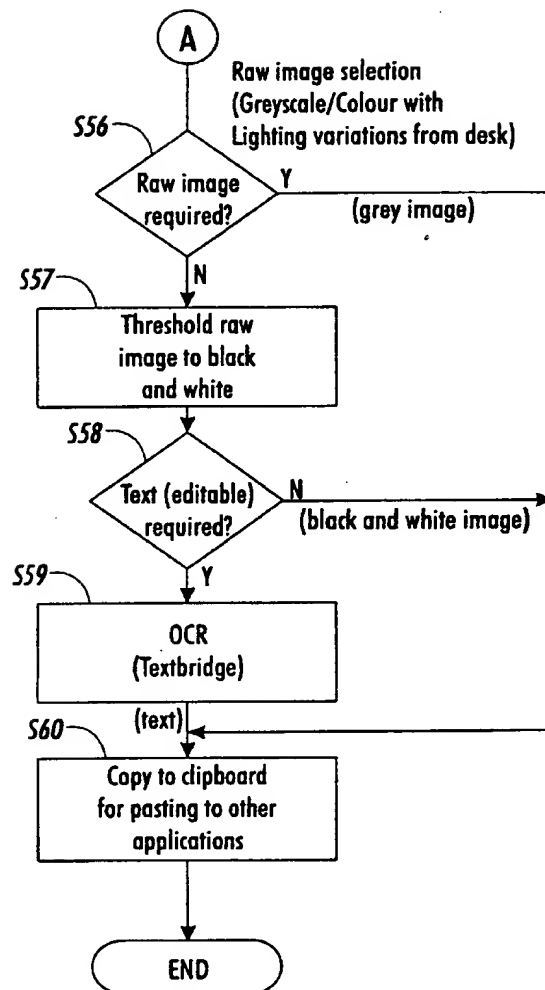 A
Raw image selection
(Greyscale/Colour with
Lighting variations from desk)
S56
Raw image
required?
Y
(grey image)
N
S57
Threshold raw
image to black
and white
S58
Text (editable)
required?
N
(black and white image)
Y
S59
OCR
(Textbridge)
(text)
S60
Copy to clipboard
for pasting to other
applications
END